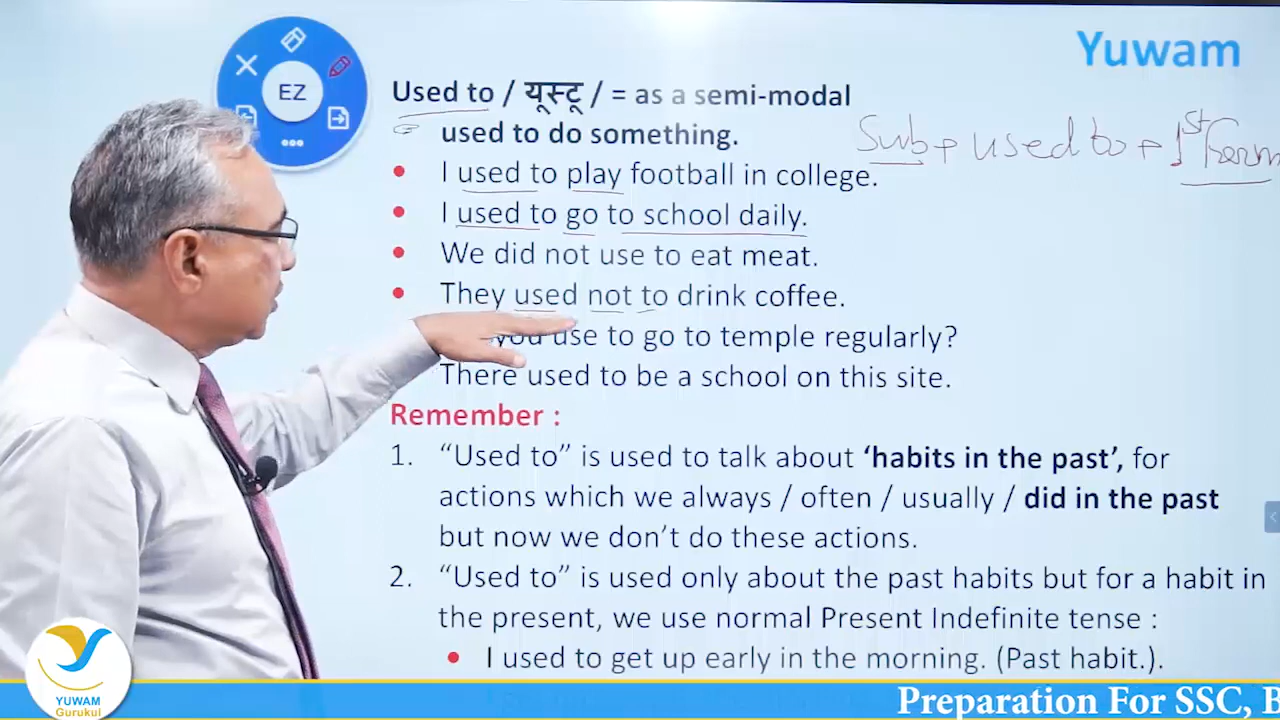 Yuwam
EZ
Used to / यूस्टू / = as a semi-modal
used to do something.
Sub + used to + 1st Form
• I used to play football in college.
• I used to go to school daily.
• We did not use to eat meat.
• They used not to drink coffee.
you use to go to temple regularly?
There used to be a school on this site.
Remember :
1. “Used to” is used to talk about ‘habits in the past’, for
actions which we always / often / usually / did in the past
but now we don’t do these actions.
2. “Used to” is used only about the past habits but for a habit in
the present, we use normal Present Indefinite tense :
• I used to get up early in the morning. (Past habit.).
YUWAM
Gurukul
Preparation For SSC, B